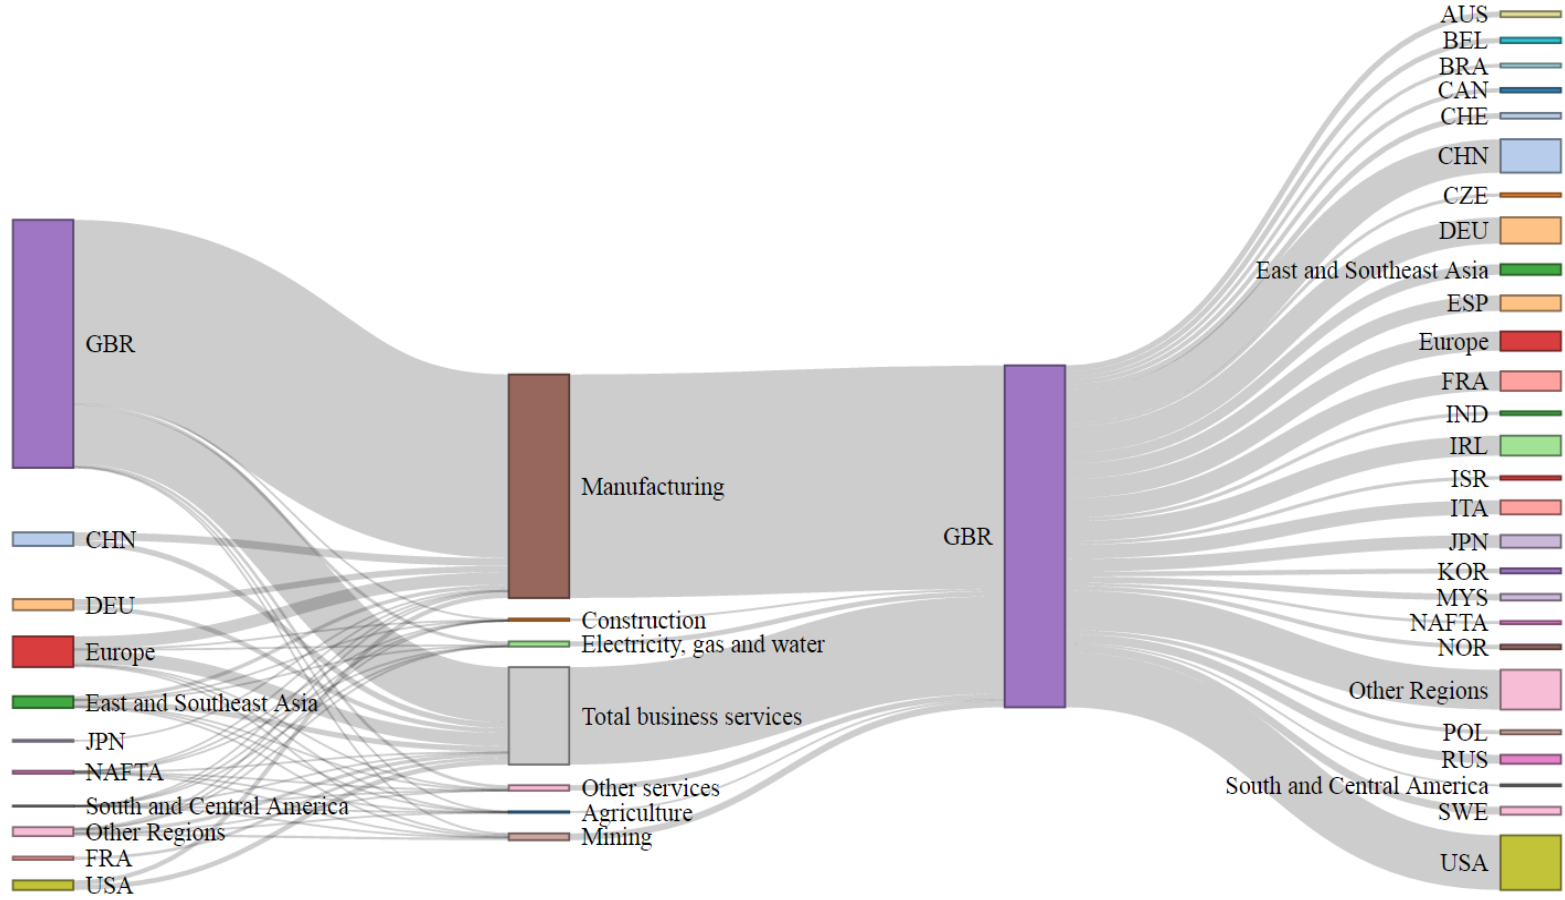 GBR
CHN
DEU
Europe
East and Southeast Asia
JPN
NAFTA
South and Central America
Other Regions
FRA
USA
Manufacturing
Construction
Electricity, gas and water
Total business services
Other services
Agriculture
Mining
GBR
AUS
BEL
BRA
CAN
CHE
CHN
CZE
DEU
East and Southeast Asia
ESP
Europe
FRA
IND
IRL
ISR
ITA
JPN
KOR
MYS
NAFTA
NOR
Other Regions
POL
RUS
South and Central America
SWE
USA